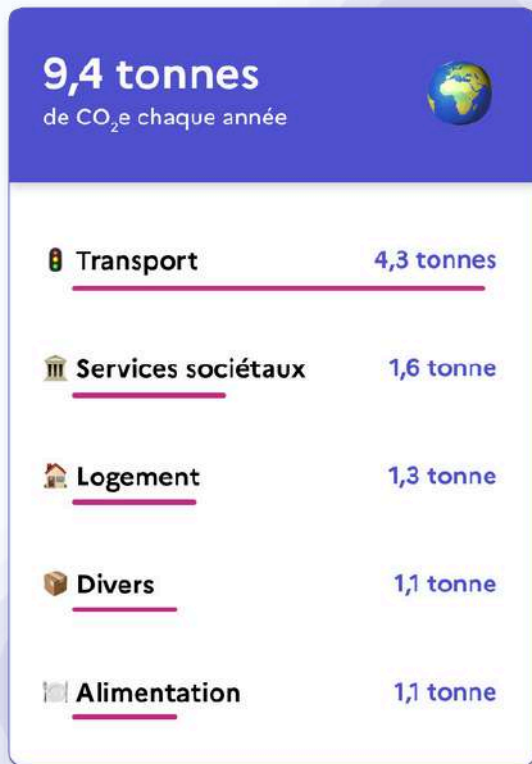 9,4 tonnes
de CO₂e chaque année
Transport 4,3 tonnes
Services sociétaux 1,6 tonne
Logement 1,3 tonne
Divers 1,1 tonne
Alimentation 1,1 tonne